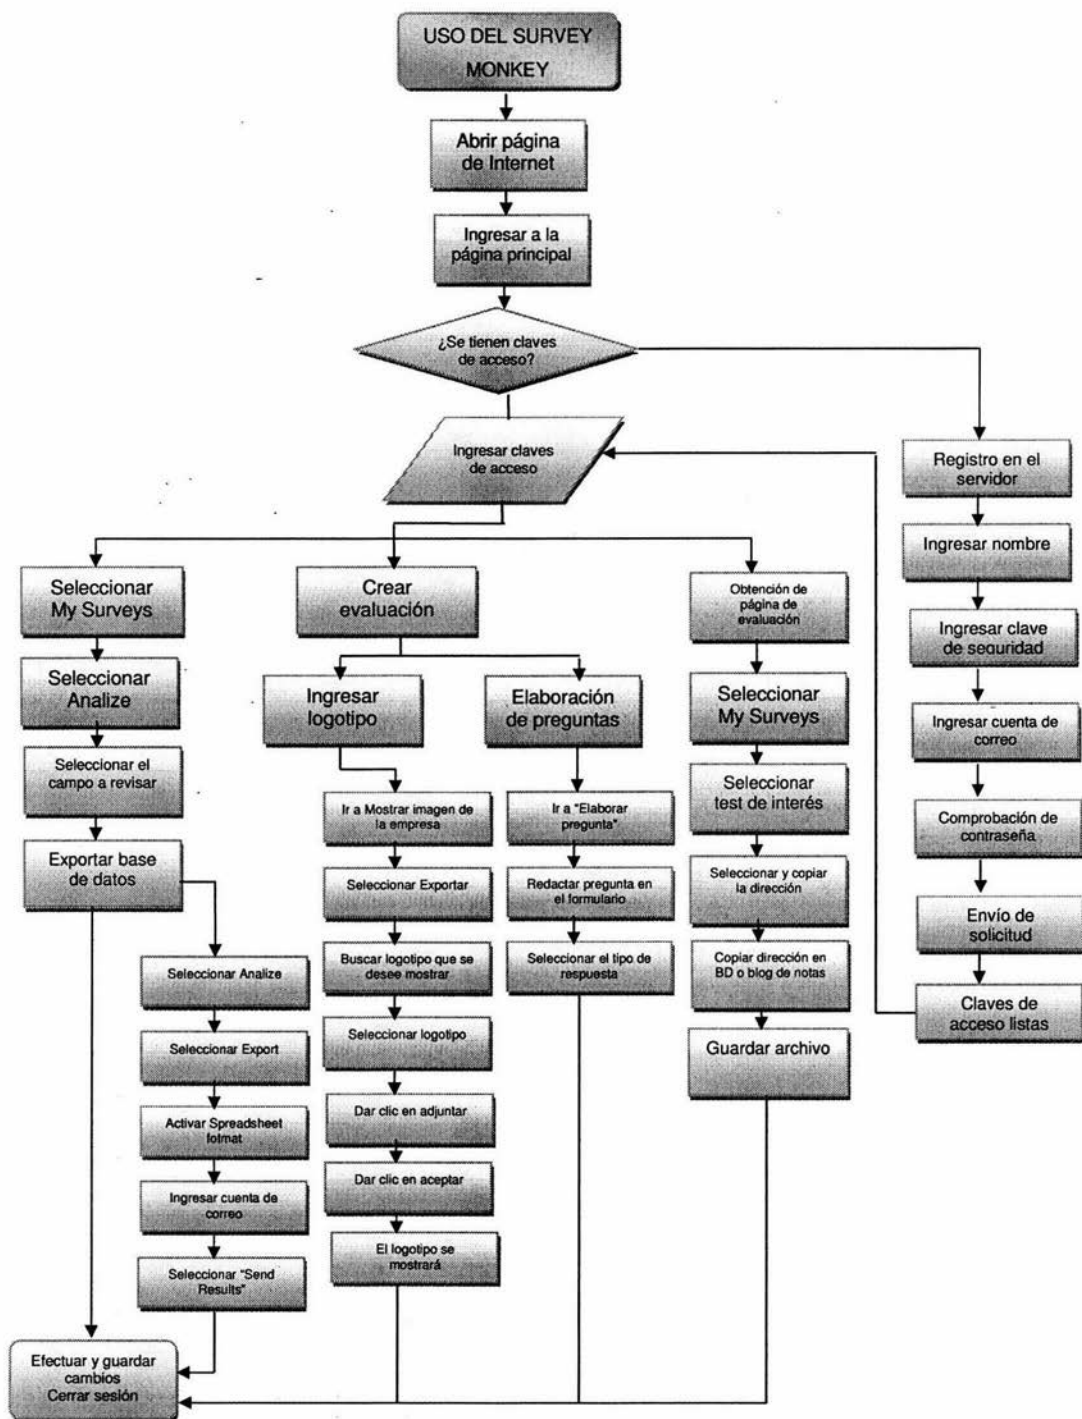 USO DEL SURVEY
MONKEY
Abrir página
de Internet
Ingresar a la
página principal
¿Se tienen claves
de acceso?
Ingresar claves
de acceso
Registro en el
servidor
Ingresar nombre
Ingresar clave
de seguridad
Ingresar cuenta de
correo
Comprobación de
contraseña
Envío de
solicitud
Claves de
acceso listas
Seleccionar
My Surveys
Seleccionar
Analize
Seleccionar el
campo a revisar
Exportar base
de datos
Seleccionar Analize
Seleccionar Export
Activar Spreadsheet
fotmat
Ingresar cuenta de
correo
Seleccionar "Send
Results"
Crear
evaluación
Ingresar
logotipo
Ir a Mostrar imagen de
la empresa
Seleccionar Exportar
Buscar logotipo que se
desee mostrar
Seleccionar logotipo
Dar clic en adjuntar
Dar clic en aceptar
El logotipo se
mostrará
Elaboración
de preguntas
Ir a "Elaborar
pregunta"
Redactar pregunta en
el formulario
Seleccionar el tipo de
respuesta
Obtención de
página de
evaluación
Seleccionar
My Surveys
Seleccionar
test de interés
Seleccionar y copiar
la dirección
Copiar dirección en
BD o blog de notas
Guardar archivo
Efectuar y guardar
cambios
Cerrar sesión